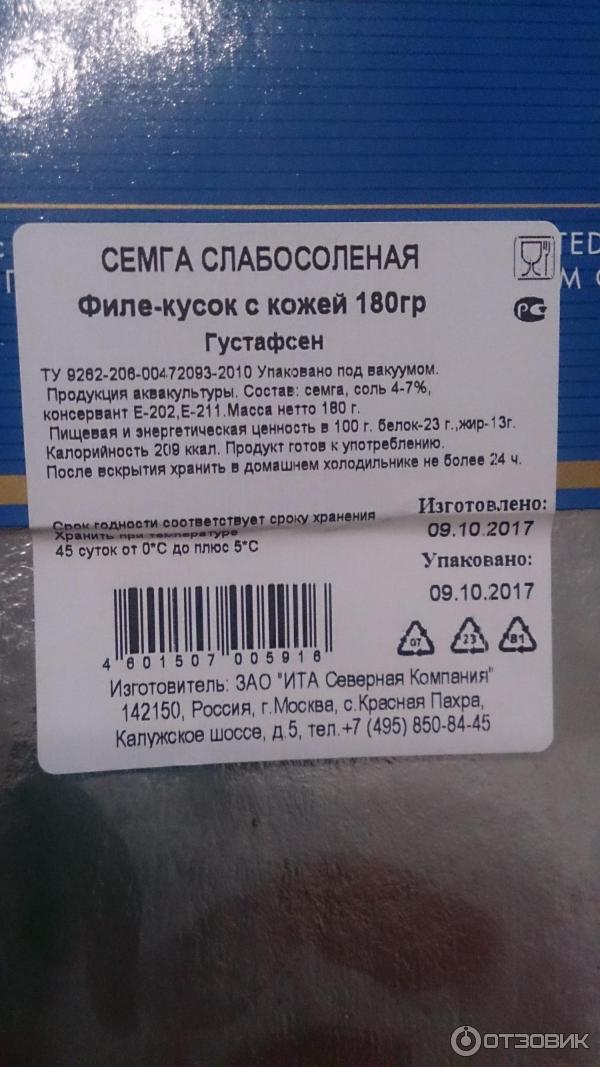 TED
М С
СЕМГА СЛАБОСОЛЕНАЯ
Филе-кусок с кожей 180гр
Густафсен
ТУ 9262-206-00472093-2010 Упаковано под вакуумом.
Продукция аквакультуры. Состав: семга, соль 4-7%,
консервант Е-202,Е-211.Масса нетто 180 г.
Пищевая и энергетическая ценность в 100 г. белок-23 г.,жир-13г.
Калорийность 209 ккал. Продукт готов к употреблению.
После вскрытия хранить в домашнем холодильнике не более 24 ч.
Срок годности соответствует сроку хранения
Хранить при температуре
45 суток от 0°С до плюс 5°С
Изготовлено:
09.10.2017
Упаковано:
09.10.2017
4 601507 005916
07 23 81
Изготовитель: ЗАО "ИТА Северная Компания"
142150, Россия, г.Москва, с.Красная Пахра,
Калужское шоссе, д.5, тел.+7 (495) 850-84-45
ОТЗОВИК